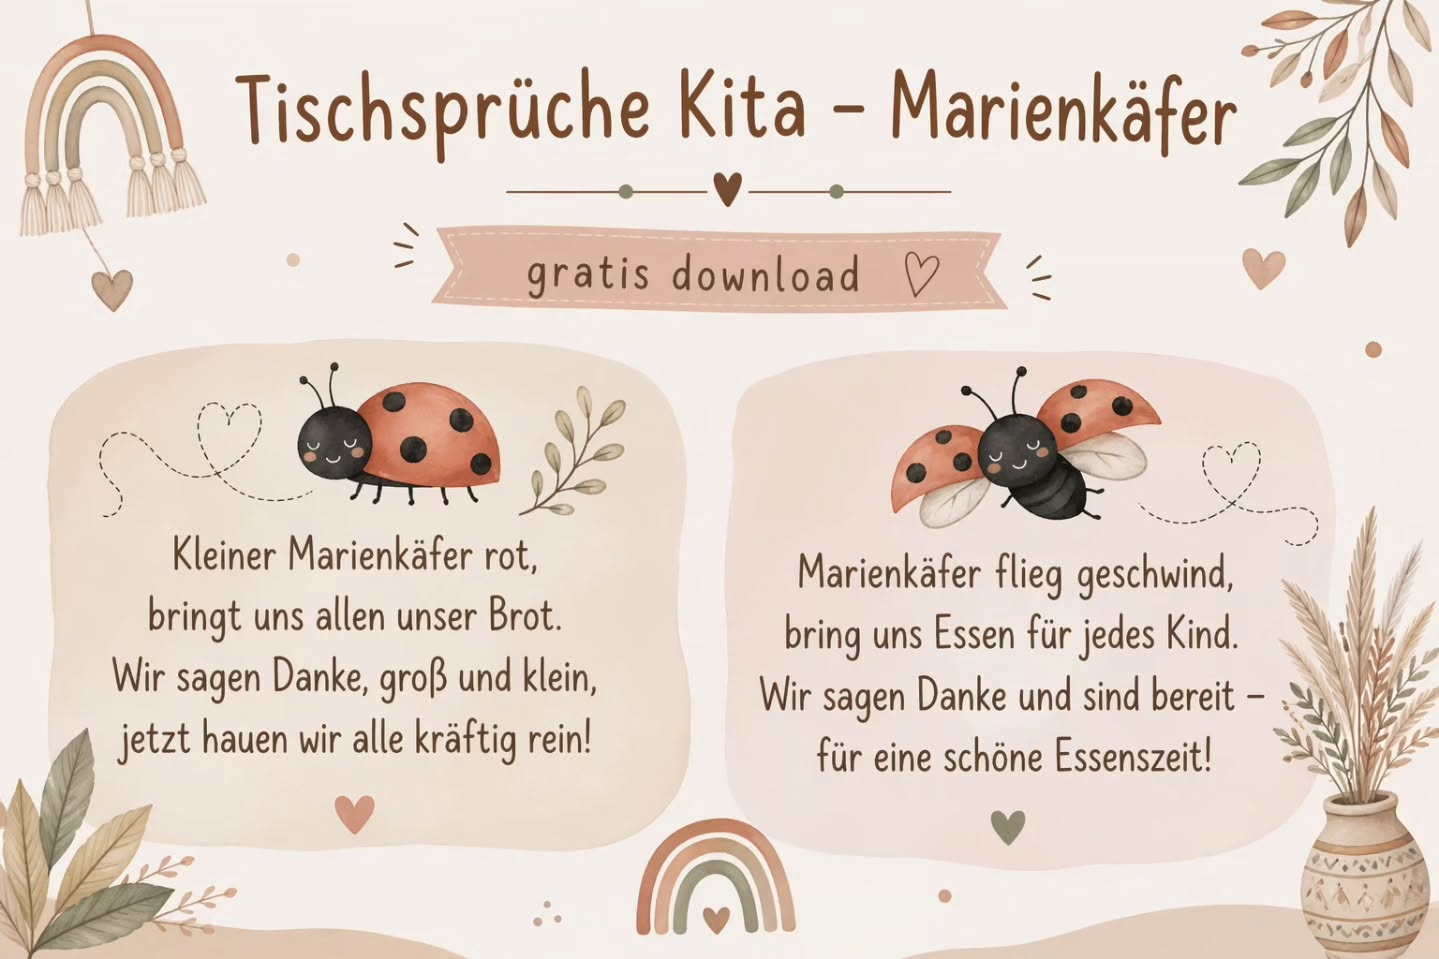 Tischsprüche Kita – Marienkäfer
gratis download
Kleiner Marienkäfer rot,
bringt uns allen unser Brot.
Wir sagen Danke, groß und klein,
jetzt hauen wir alle kräftig rein!
Marienkäfer flieg geschwind,
bring uns Essen für jedes Kind.
Wir sagen Danke und sind bereit –
für eine schöne Essenszeit!